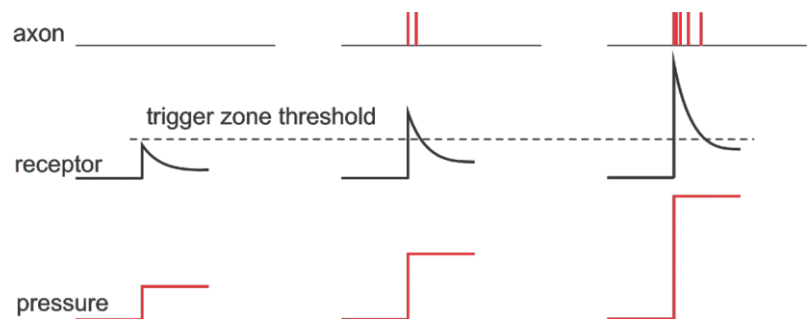 axon
trigger zone threshold
receptor
pressure